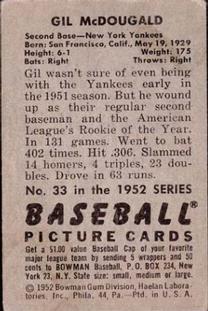 GIL McDOUGALD
Second Base—New York Yankees
Born: San Francisco, Calif., May 19, 1929
Height: 6-1 Weight: 175
Bats: Right Throws: Right
Gil wasn't sure of even being
with the Yankees early in
the 1951 season. But he wound
up as their regular second
baseman and the American
League's Rookie of the Year.
In 131 games. Went to bat
402 times. Hit .306. Slammed
14 homers, 4 triples, 23 dou-
bles. Drove in 63 runs.
No. 33 in the 1952 SERIES
BASEBALL®
PICTURE CARDS
Get a $1.00 value Baseball Cap of your favorite
major league team by sending 5 wrappers and
50 cents to BOWMAN Baseball, P.O. BOX 234, New
York 23, N.Y. State size: small, medium or large.
© 1952 Bowman Gum Division, Haelan Labora-
tories, Inc., Phila. 44, Pa.—Ptd. in U. S. A.